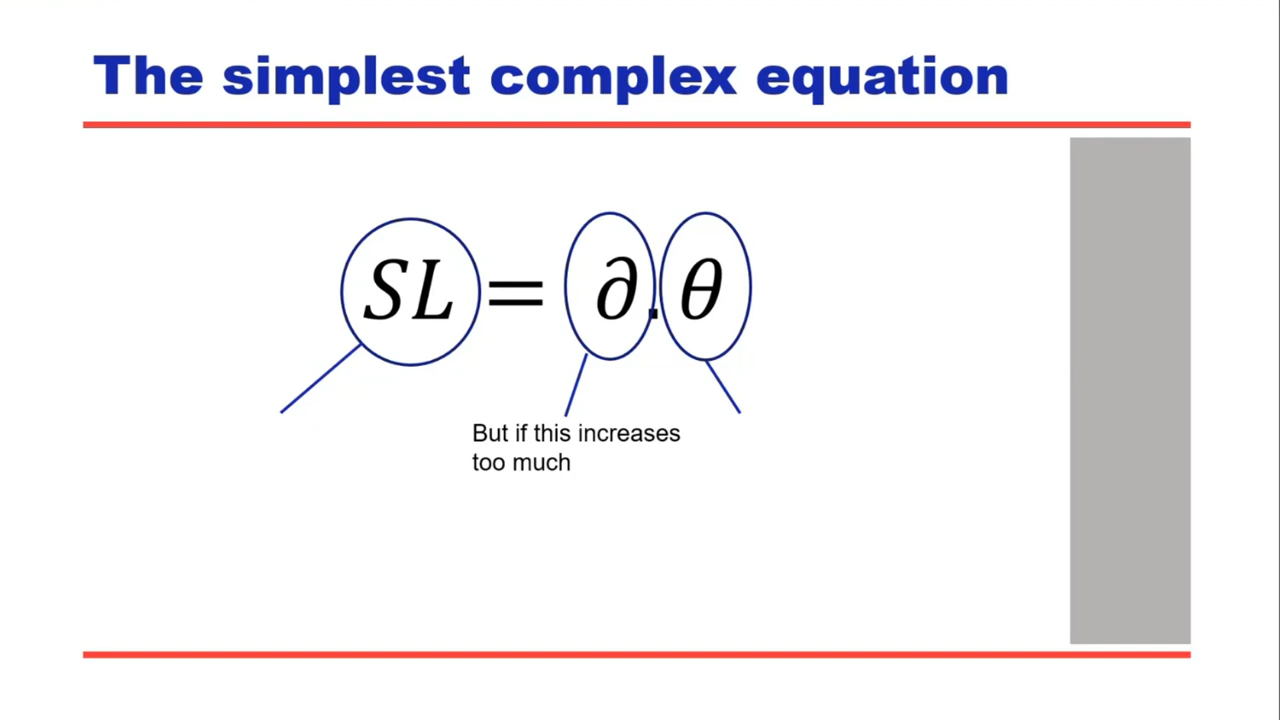 The simplest complex equation
SL = ∂.θ
But if this increases
too much